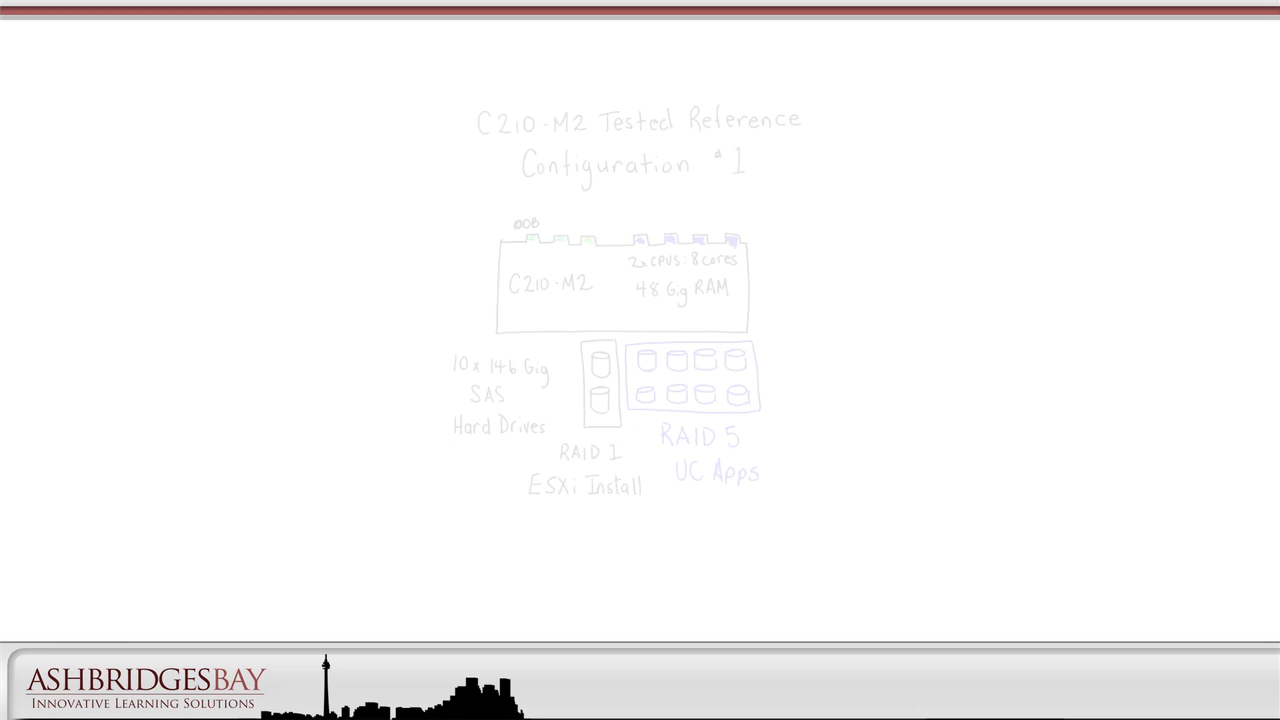 C210-M2 Tested Reference
Configuration #1
OOB
2x CPUS: 8 cores
C210-M2
48 Gig RAM
10x 146 Gig
SAS
Hard Drives
RAID 5
RAID 1
UC Apps
ESXi Install
ASHBRIDGESBAY
INNOVATIVE LEARNING SOLUTIONS